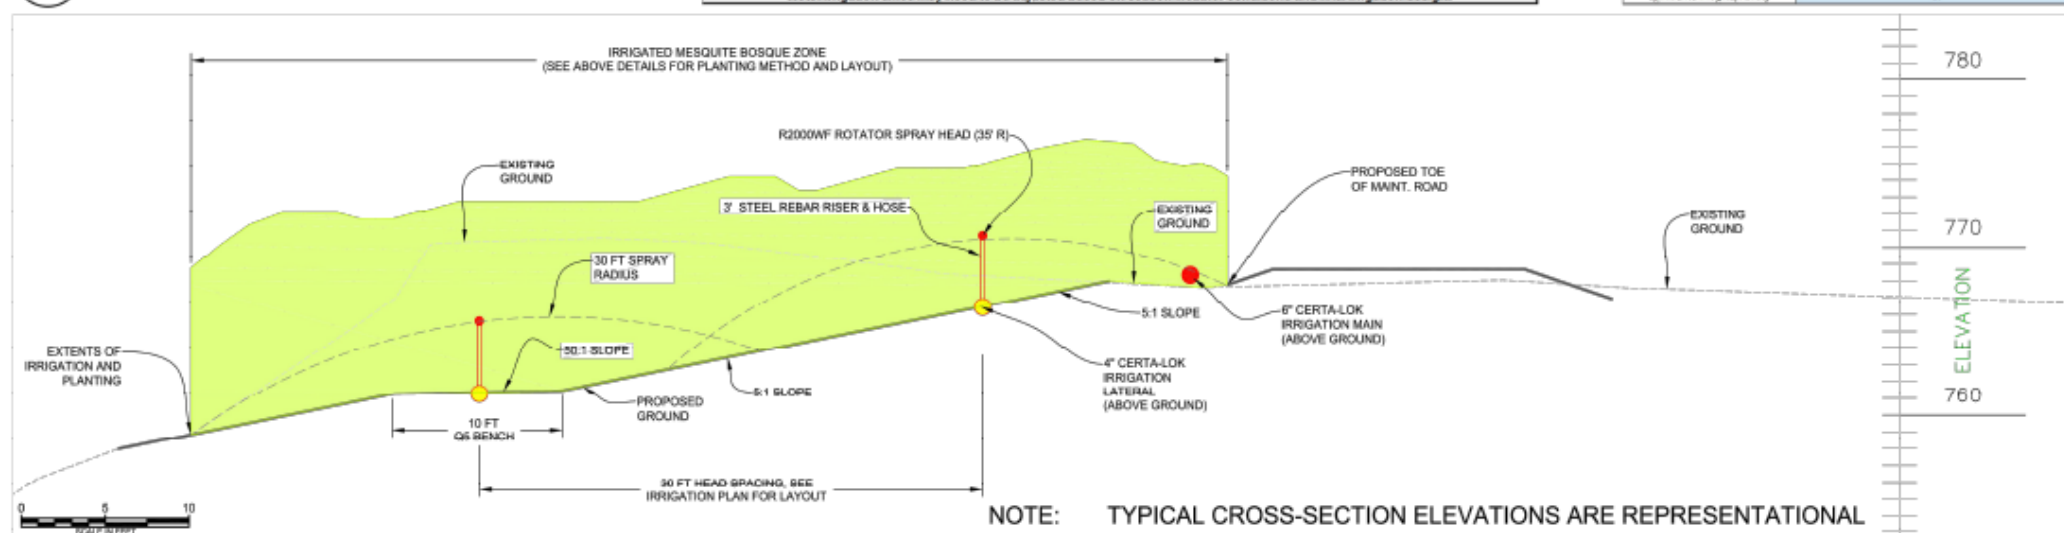 IRRIGATED MESQUITE BOSQUE ZONE
(SEE ABOVE DETAILS FOR PLANTING METHOD AND LAYOUT)
780
R2000WF ROTATOR SPRAY HEAD (35' R)
EXISTING
GROUND
PROPOSED TOE
OF MAINT. ROAD
3' STEEL REBAR RISER & HOSE
EXISTING
GROUND
EXISTING
GROUND
770
30 FT SPRAY
RADIUS
ELEVATION
5:1 SLOPE
6" CERTA-LOK
IRRIGATION MAIN
(ABOVE GROUND)
EXTENTS OF
IRRIGATION AND
PLANTING
50:1 SLOPE
4" CERTA-LOK
IRRIGATION
LATERAL
(ABOVE GROUND)
5:1 SLOPE
PROPOSED
GROUND
760
10 FT
Q5 BENCH
30 FT HEAD SPACING, SEE
IRRIGATION PLAN FOR LAYOUT
0 5 10
SCALE IN FEET
NOTE: TYPICAL CROSS-SECTION ELEVATIONS ARE REPRESENTATIONAL